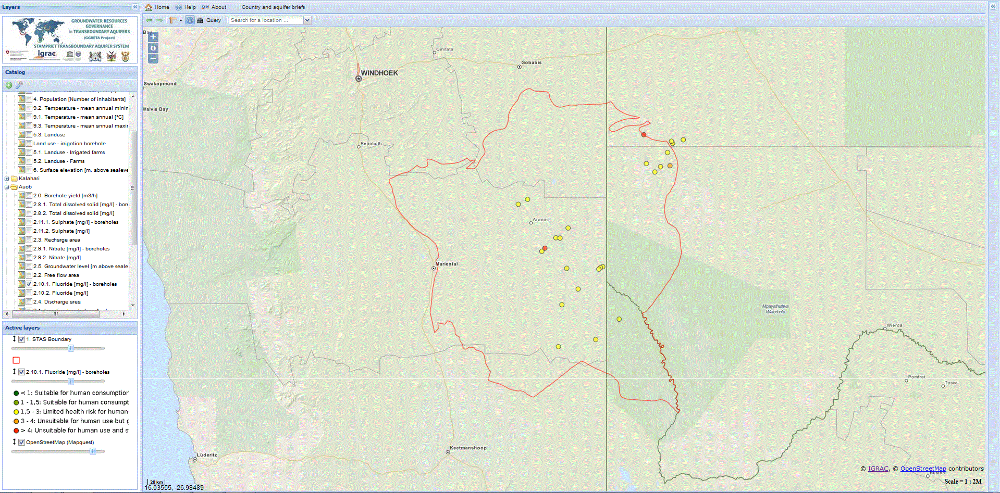 Layers
GROUNDWATER RESOURCES
GOVERNANCE
in TRANSBOUNDARY AQUIFERS
(GGRETA Project)
STAMPRIET TRANSBOUNDARY AQUIFER SYSTEM
igrac
Catalog
4. Population [Number of inhabitants]
9.2. Temperature - mean annual minin
9.1. Temperature - mean annual [°C]
9.3. Temperature - mean annual maxir
5.3. Landuse
Land use - irrigation borehole
5.1. Landuse - Irrigated farms
5.2. Landuse - Farms
6. Surface elevation [m. above sealeve
Kalahari
Auob
2.6. Borehole yield [m3/h]
2.8.1. Total dissolved solid [mg/l] - bore
2.8.2. Total dissolved solid [mg/l]
2.11.1. Sulphate [mg/l] - boreholes
2.11.2. Sulphate [mg/l]
2.3. Recharge area
2.9.1. Nitrate [mg/l] - boreholes
2.9.2. Nitrate [mg/l]
2.5. Groundwater level [m above seale
2.2. Free flow area
2.10.1. Fluoride [mg/l] - boreholes
2.10.2. Fluoride [mg/l]
2.4. Discharge area
Active layers
1. STAS Boundary
2.10.1. Fluoride [mg/l] - boreholes
< 1: Suitable for human consumption
1 - 1,5: Suitable for human consumpt
1,5 - 3: Limited health risk for human
3 - 4: Unsuitable for human use but g
> 4: Unsuitable for human use and s
OpenStreetMap (Mapquest)
Home Help About Country and aquifer briefs
Query Search for a location ...
Omitata
Gobabis
WINDHOEK
Swakopmund
Walvis Bay
Rehoboth
Aranos
Mariental
Mpayathutlwa
Waterhole
Wierda
Pomfret
Tosca
Keetmanshoop
Lüderitz
© IGRAC, © OpenStreetMap contributors
Scale = 1 : 2M
20 km
16.03555, -26.98489